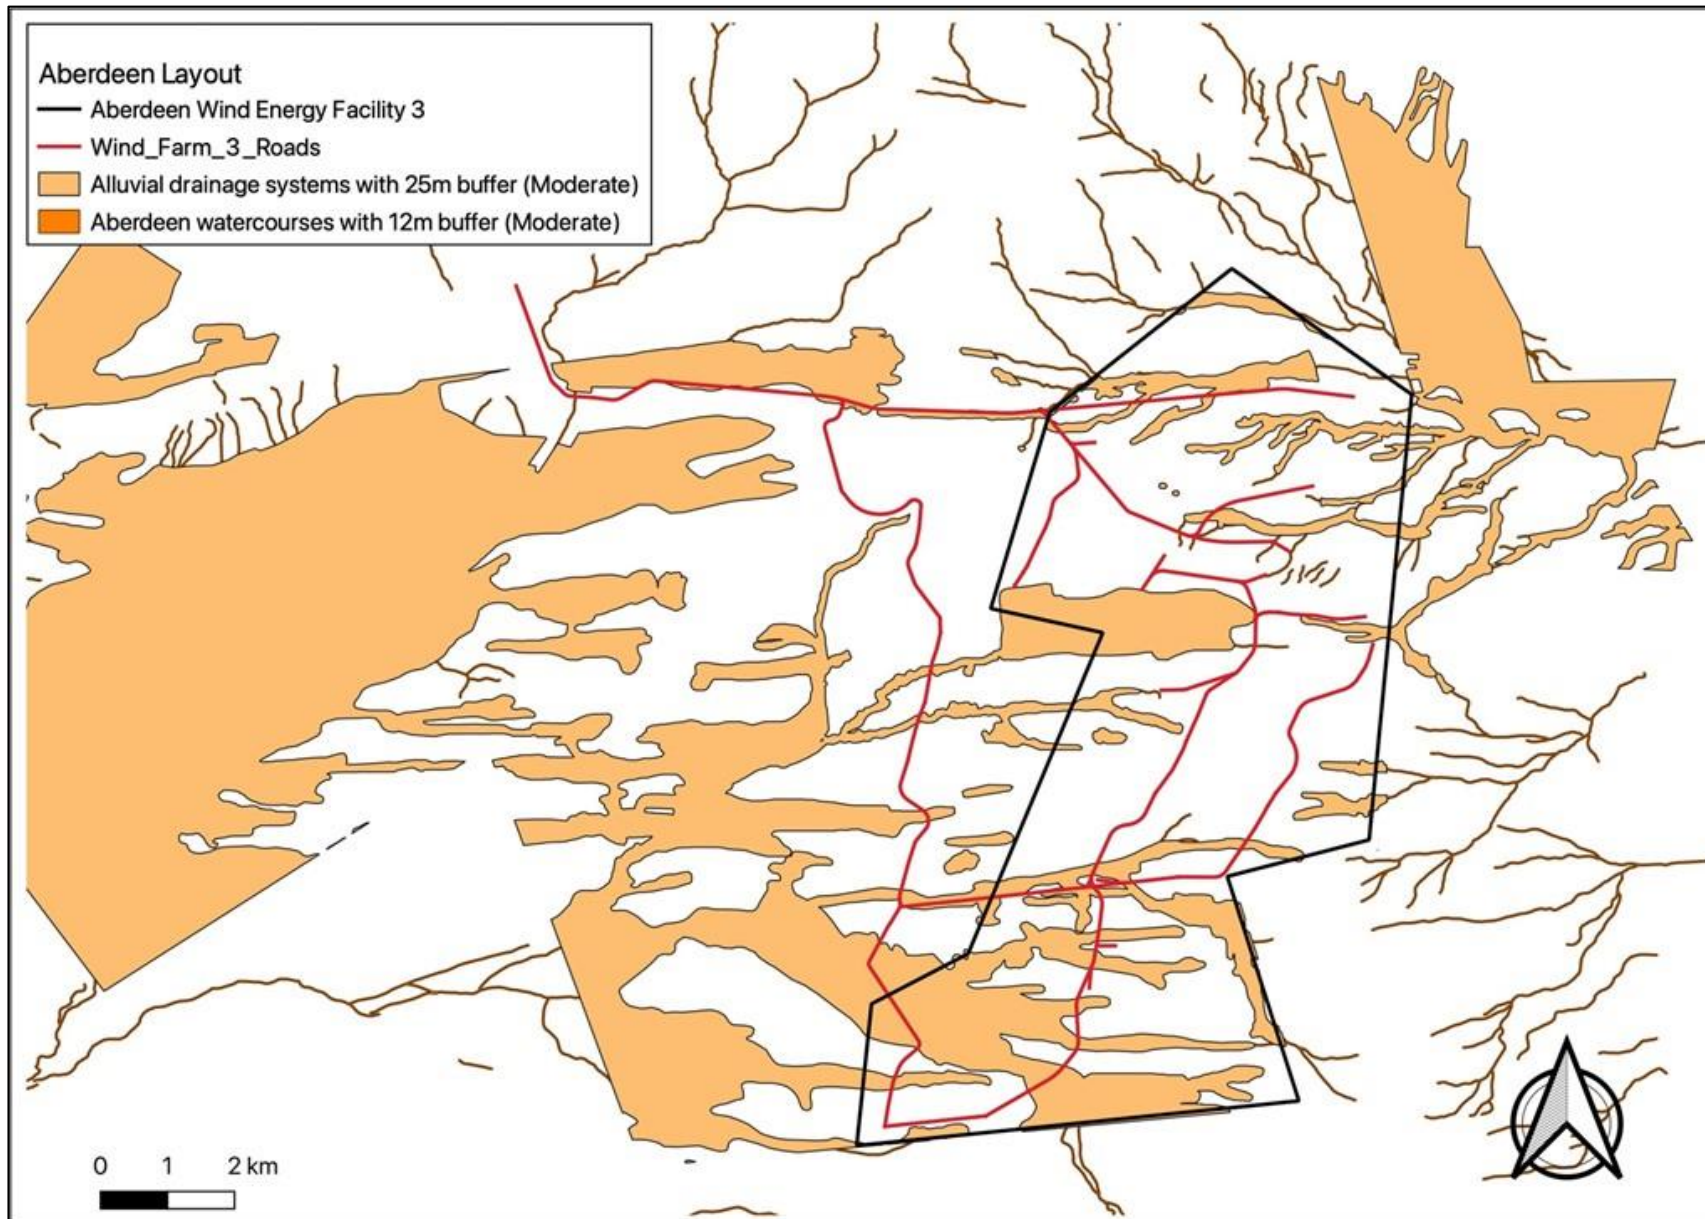 Aberdeen Layout
Aberdeen Wind Energy Facility 3
Wind_Farm_3_Roads
Alluvial drainage systems with 25m buffer (Moderate)
Aberdeen watercourses with 12m buffer (Moderate)
0 1 2 km